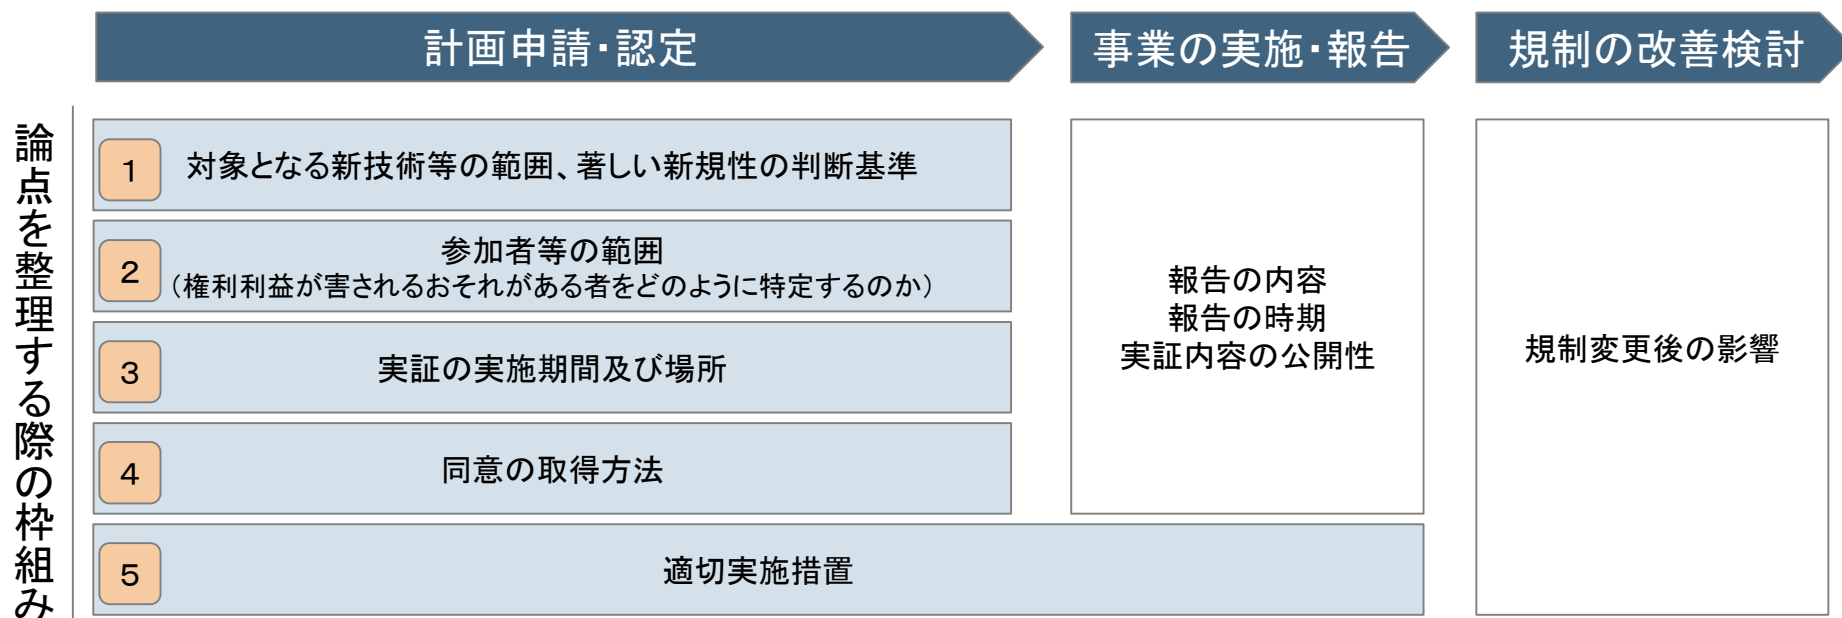 計画申請・認定
事業の実施・報告
規制の改善検討
論点を整理する際の枠組み
1
対象となる新技術等の範囲、著しい新規性の判断基準
2
参加者等の範囲
（権利利益が害されるおそれがある者をどのように特定するのか）
3
実証の実施期間及び場所
4
同意の取得方法
5
適切実施措置
報告の内容
報告の時期
実証内容の公開性
規制変更後の影響